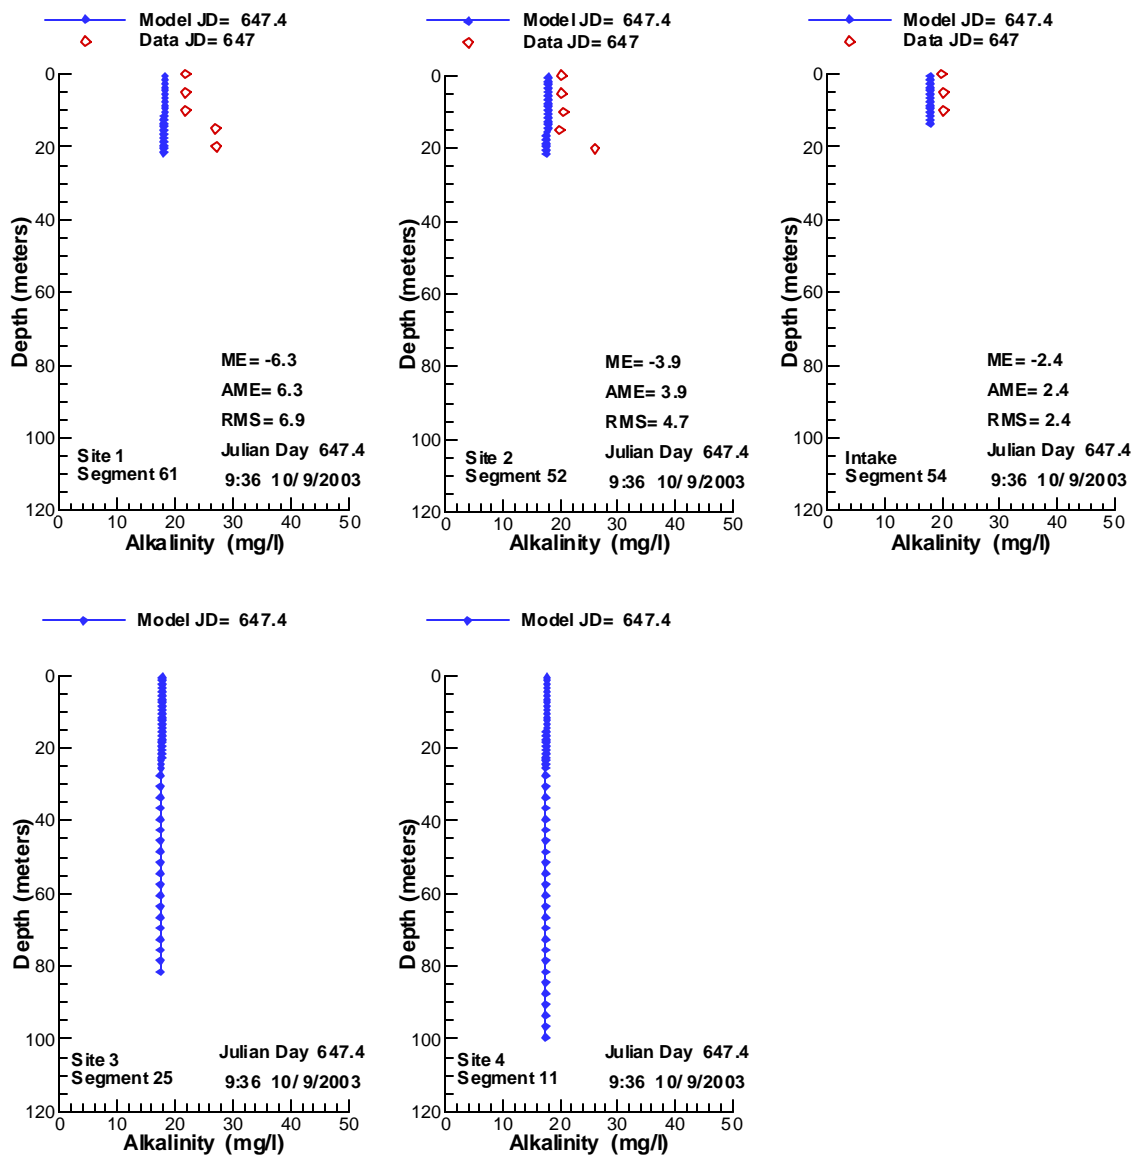 Model JD= 647.4
Data JD= 647
0
20
40
60
80
100
120
Depth (meters)
ME= -6.3
AME= 6.3
RMS= 6.9
Julian Day 647.4
9:36 10/ 9/2003
Site 1
Segment 61
0 10 20 30 40 50
Alkalinity (mg/l)
Model JD= 647.4
Data JD= 647
0
20
40
60
80
100
120
Depth (meters)
ME= -3.9
AME= 3.9
RMS= 4.7
Julian Day 647.4
9:36 10/ 9/2003
Site 2
Segment 52
0 10 20 30 40 50
Alkalinity (mg/l)
Model JD= 647.4
Data JD= 647
0
20
40
60
80
100
120
Depth (meters)
ME= -2.4
AME= 2.4
RMS= 2.4
Julian Day 647.4
9:36 10/ 9/2003
Intake
Segment 54
0 10 20 30 40 50
Alkalinity (mg/l)
Model JD= 647.4
0
20
40
60
80
100
120
Depth (meters)
Julian Day 647.4
9:36 10/ 9/2003
Site 3
Segment 25
0 10 20 30 40 50
Alkalinity (mg/l)
Model JD= 647.4
0
20
40
60
80
100
120
Depth (meters)
Julian Day 647.4
9:36 10/ 9/2003
Site 4
Segment 11
0 10 20 30 40 50
Alkalinity (mg/l)